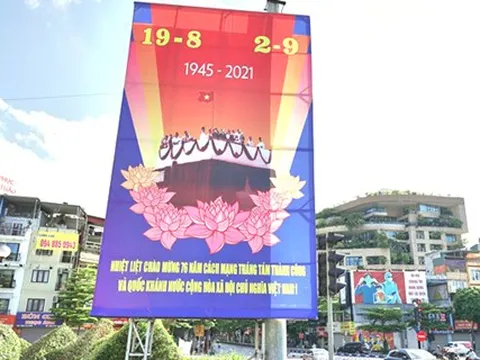 19-8 2-9
1945 - 2021
NHIỆT LIỆT CHÀO MỪNG 76 NĂM CÁCH MẠNG THÁNG TÁM THÀNH CÔNG
VÀ QUỐC KHÁNH NƯỚC CỘNG HÒA XÃ HỘI CHỦ NGHĨA VIỆT NAM !